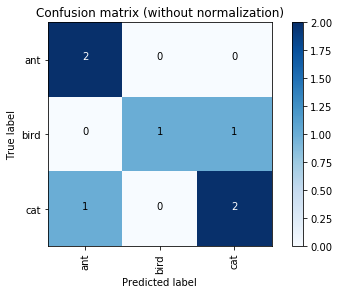 Confusion matrix (without normalization)
True label
ant
2 0 0
bird
0 1 1
cat
1 0 2
ant bird cat
Predicted label
2.00
1.75
1.50
1.25
1.00
0.75
0.50
0.25
0.00